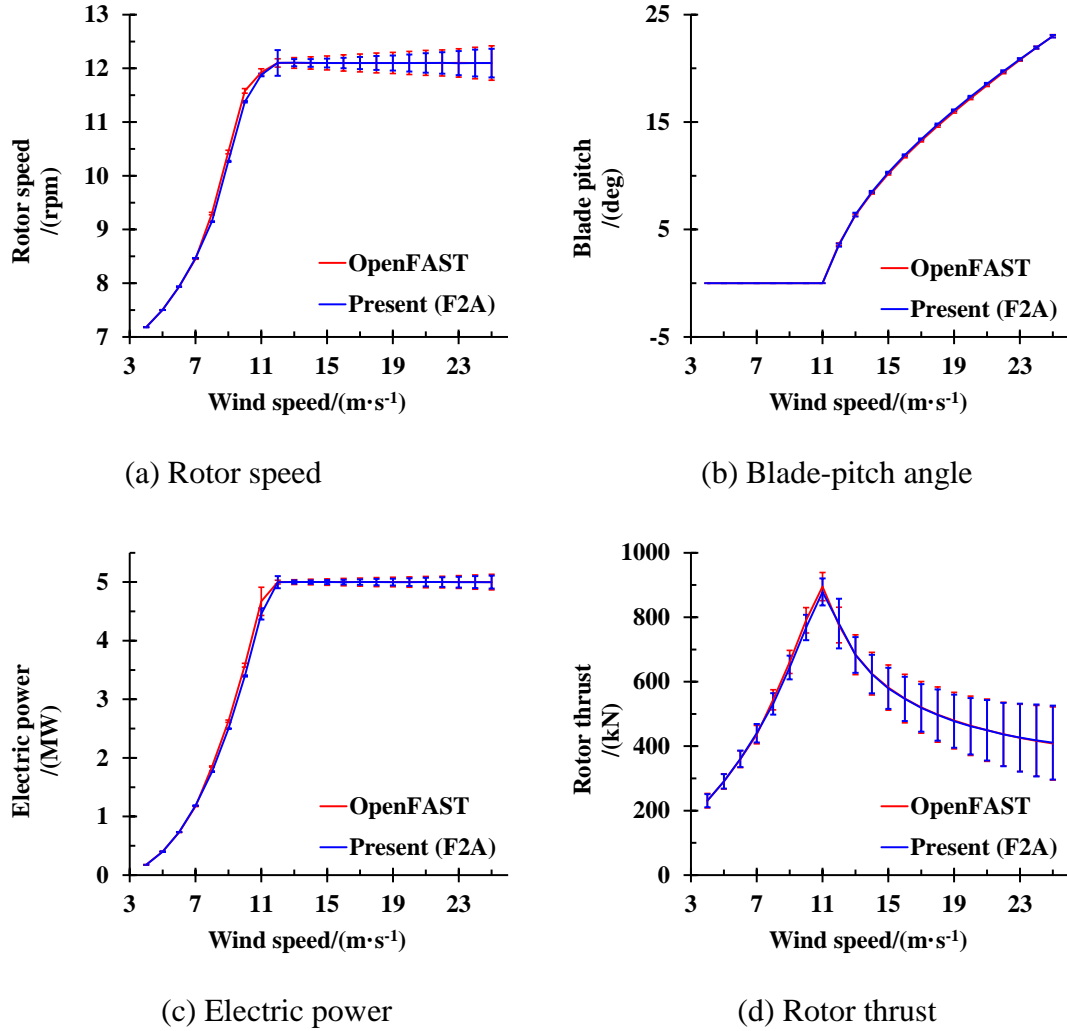 13
12
11
10
9
8
7
Rotor speed
/(rpm)
OpenFAST
Present (F2A)
3 7 11 15 19 23
Wind speed/(m·s⁻¹)
(a) Rotor speed
25
15
5
-5
Blade pitch
/(deg)
OpenFAST
Present (F2A)
3 7 11 15 19 23
Wind speed/(m·s⁻¹)
(b) Blade-pitch angle
6
5
4
3
2
1
0
Electric power
/(MW)
OpenFAST
Present (F2A)
3 7 11 15 19 23
Wind speed/(m·s⁻¹)
(c) Electric power
1000
800
600
400
200
0
Rotor thrust
/(kN)
OpenFAST
Present (F2A)
3 7 11 15 19 23
Wind speed/(m·s⁻¹)
(d) Rotor thrust